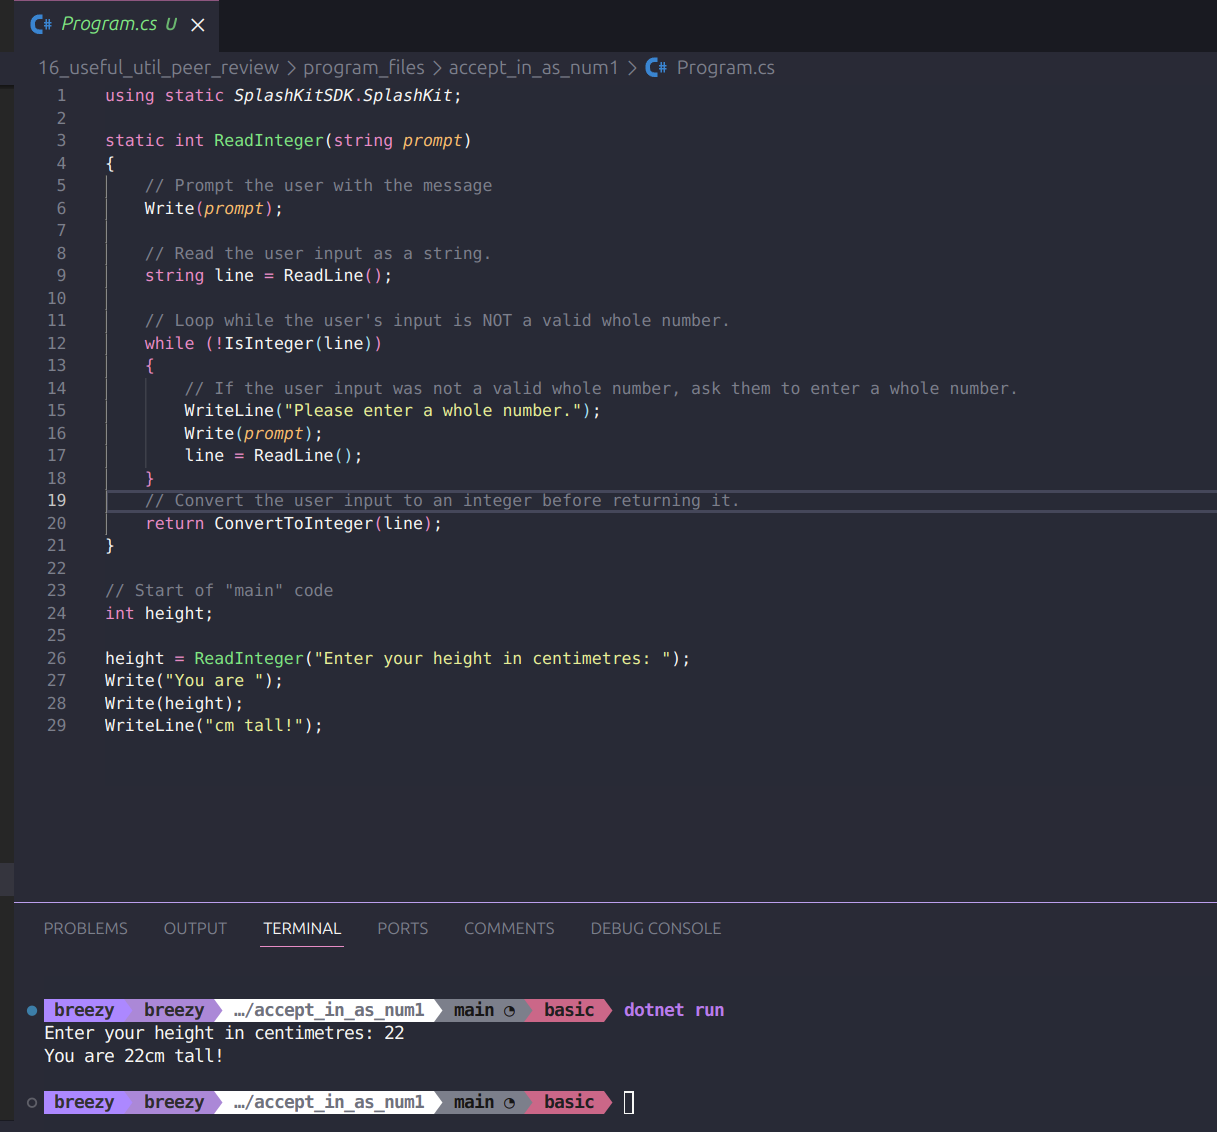 Program.cs U ×
16_useful_util_peer_review > program_files > accept_in_as_num1 > C# Program.cs
1 using static SplashKitSDK.SplashKit;
2
3 static int ReadInteger(string prompt)
4 {
5     // Prompt the user with the message
6     Write(prompt);
7
8     // Read the user input as a string.
9     string line = ReadLine();
10
11     // Loop while the user's input is NOT a valid whole number.
12     while (!IsInteger(line))
13     {
14         // If the user input was not a valid whole number, ask them to enter a whole number.
15         WriteLine("Please enter a whole number.");
16         Write(prompt);
17         line = ReadLine();
18     }
19     // Convert the user input to an integer before returning it.
20     return ConvertToInteger(line);
21 }
22
23 // Start of "main" code
24 int height;
25
26 height = ReadInteger("Enter your height in centimetres: ");
27 Write("You are ");
28 Write(height);
29 WriteLine("cm tall!");
PROBLEMS OUTPUT TERMINAL PORTS COMMENTS DEBUG CONSOLE
breezy breezy …/accept_in_as_num1 main basic dotnet run
Enter your height in centimetres: 22
You are 22cm tall!
breezy breezy …/accept_in_as_num1 main basic